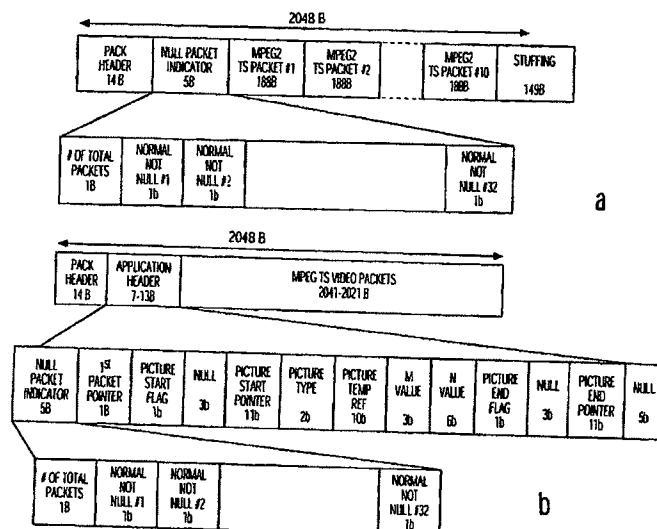 2048 B
PACK
HEADER
14 B
NULL PACKET
INDICATOR
5B
MPEG2
TS PACKET #1
188B
MPEG2
TS PACKET #2
188B
MPEG2
TS PACKET #10
188B
STUFFING
149B
# OF TOTAL
PACKETS
1B
NORMAL
NOT
NULL #1
1b
NORMAL
NOT
NULL #2
1b
NORMAL
NOT
NULL #32
1b
a
2048 B
PACK
HEADER
14 B
APPLICATION
HEADER
7-13B
MPEG TS VIDEO PACKETS
2041-2021 B
NULL
PACKET
INDICATOR
5B
1st
PACKET
POINTER
1B
PICTURE
START
FLAG
1b
NULL
3b
PICTURE
START
POINTER
11b
PICTURE
TYPE
2b
PICTURE
TEMP
REF
10b
M
VALUE
3b
N
VALUE
6b
PICTURE
END
FLAG
1b
NULL
3b
PICTURE
END
POINTER
11b
NULL
5b
# OF TOTAL
PACKETS
1B
NORMAL
NOT
NULL #1
1b
NORMAL
NOT
NULL #2
1b
NORMAL
NOT
NULL #32
1b
b